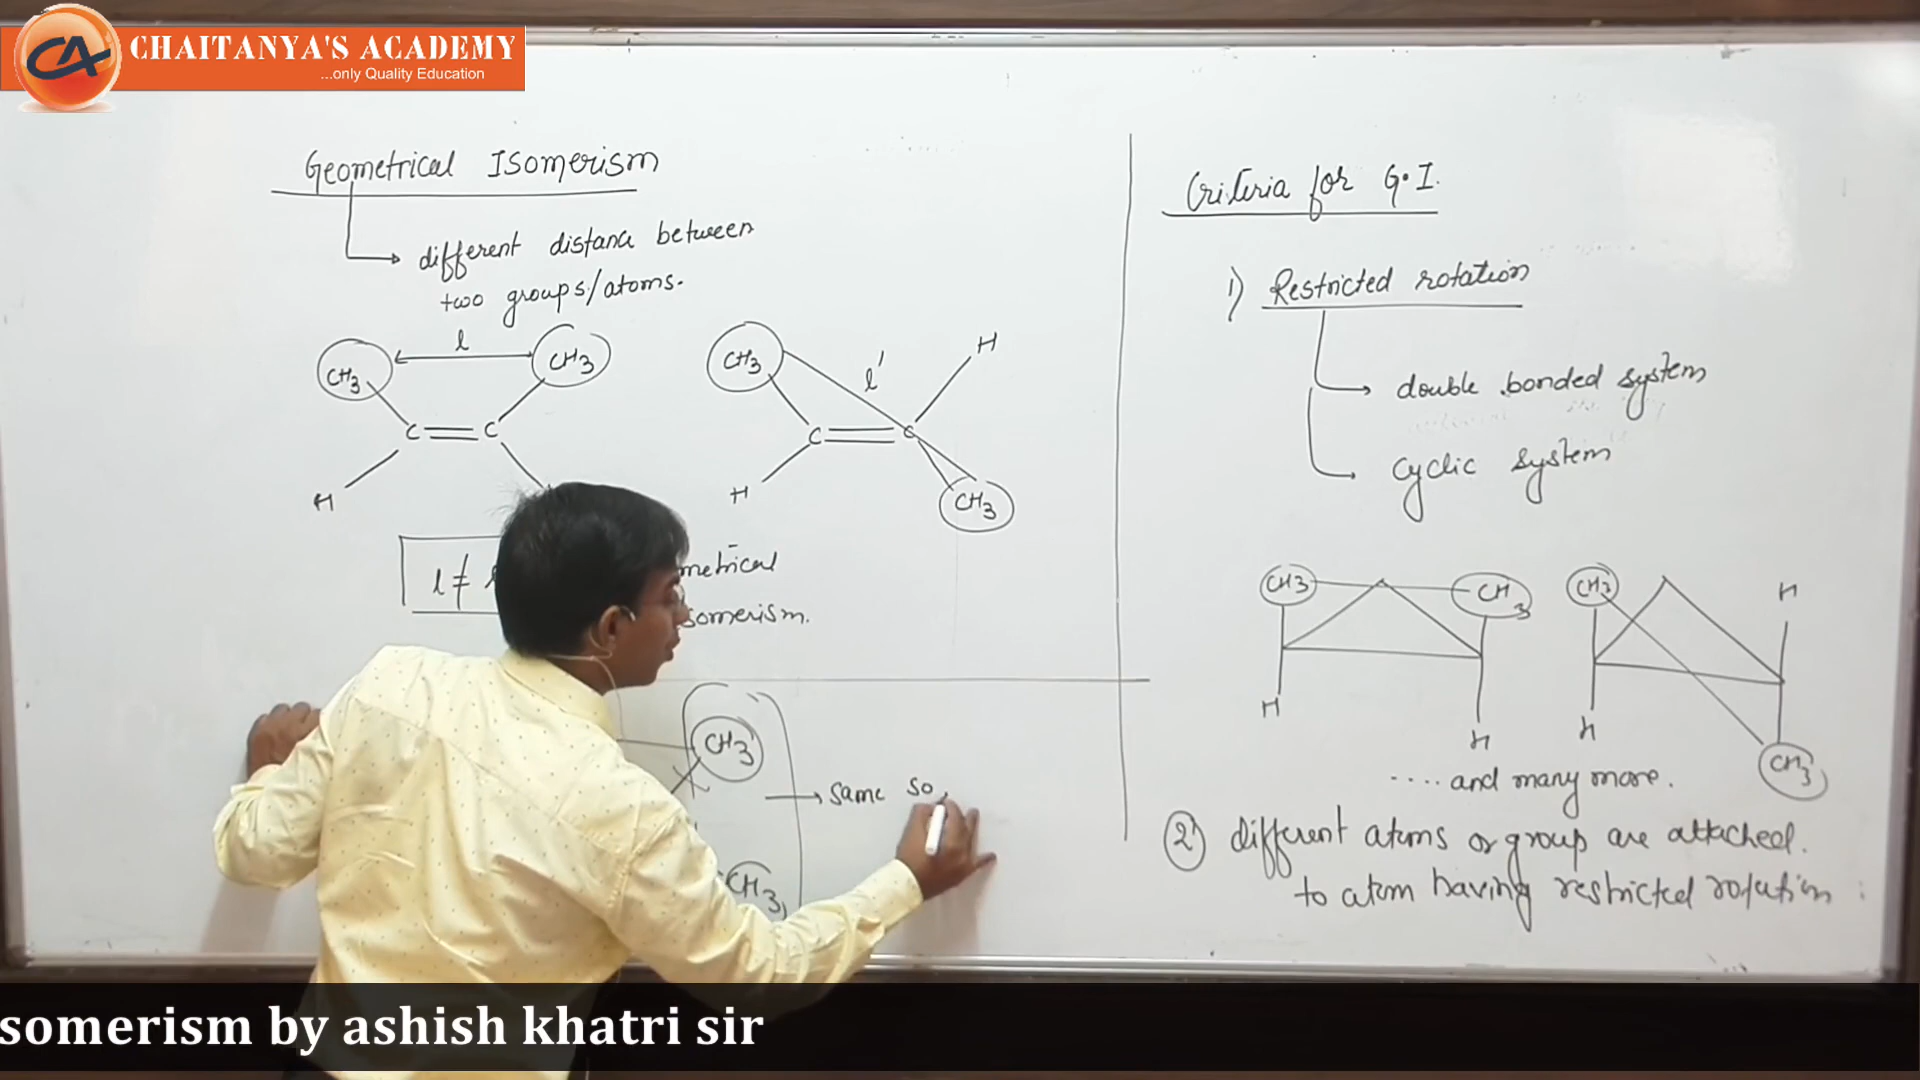 CHAITANYA'S ACADEMY
...only Quality Education
Geometrical Isomerism
different distance between
two groups/atoms.
l
CH3 CH3
C = C
H
CH3 l' H
C = C
H CH3
l ≠
metrical
somerism.
CH3
→ same so,
CH3
Criteria for G.I.
1) Restricted rotation
double bonded system
cyclic system
CH3 CH3 CH3 H
H H H CH3
..... and many more.
2) different atoms or group are attached.
to atom having restricted rotation
somerism by ashish khatri sir